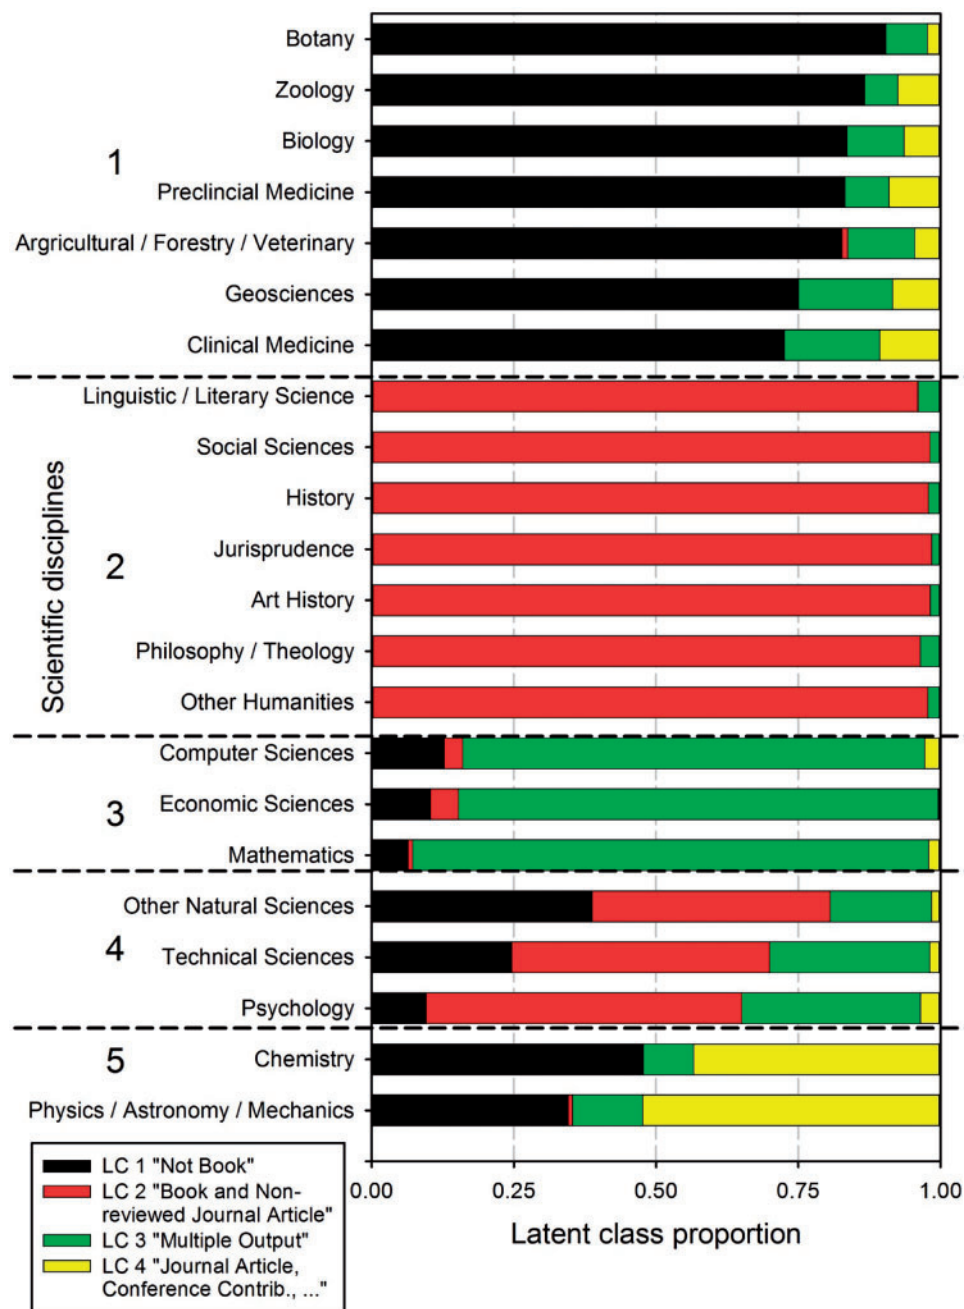 Scientific disciplines
1
Botany
Zoology
Biology
Preclincial Medicine
Argricultural / Forestry / Veterinary
Geosciences
Clinical Medicine
2
Linguistic / Literary Science
Social Sciences
History
Jurisprudence
Art History
Philosophy / Theology
Other Humanities
3
Computer Sciences
Economic Sciences
Mathematics
4
Other Natural Sciences
Technical Sciences
Psychology
5
Chemistry
Physics / Astronomy / Mechanics
0.00 0.25 0.50 0.75 1.00
Latent class proportion
LC 1 "Not Book"
LC 2 "Book and Non-
reviewed Journal Article"
LC 3 "Multiple Output"
LC 4 "Journal Article,
Conference Contrib., ..."